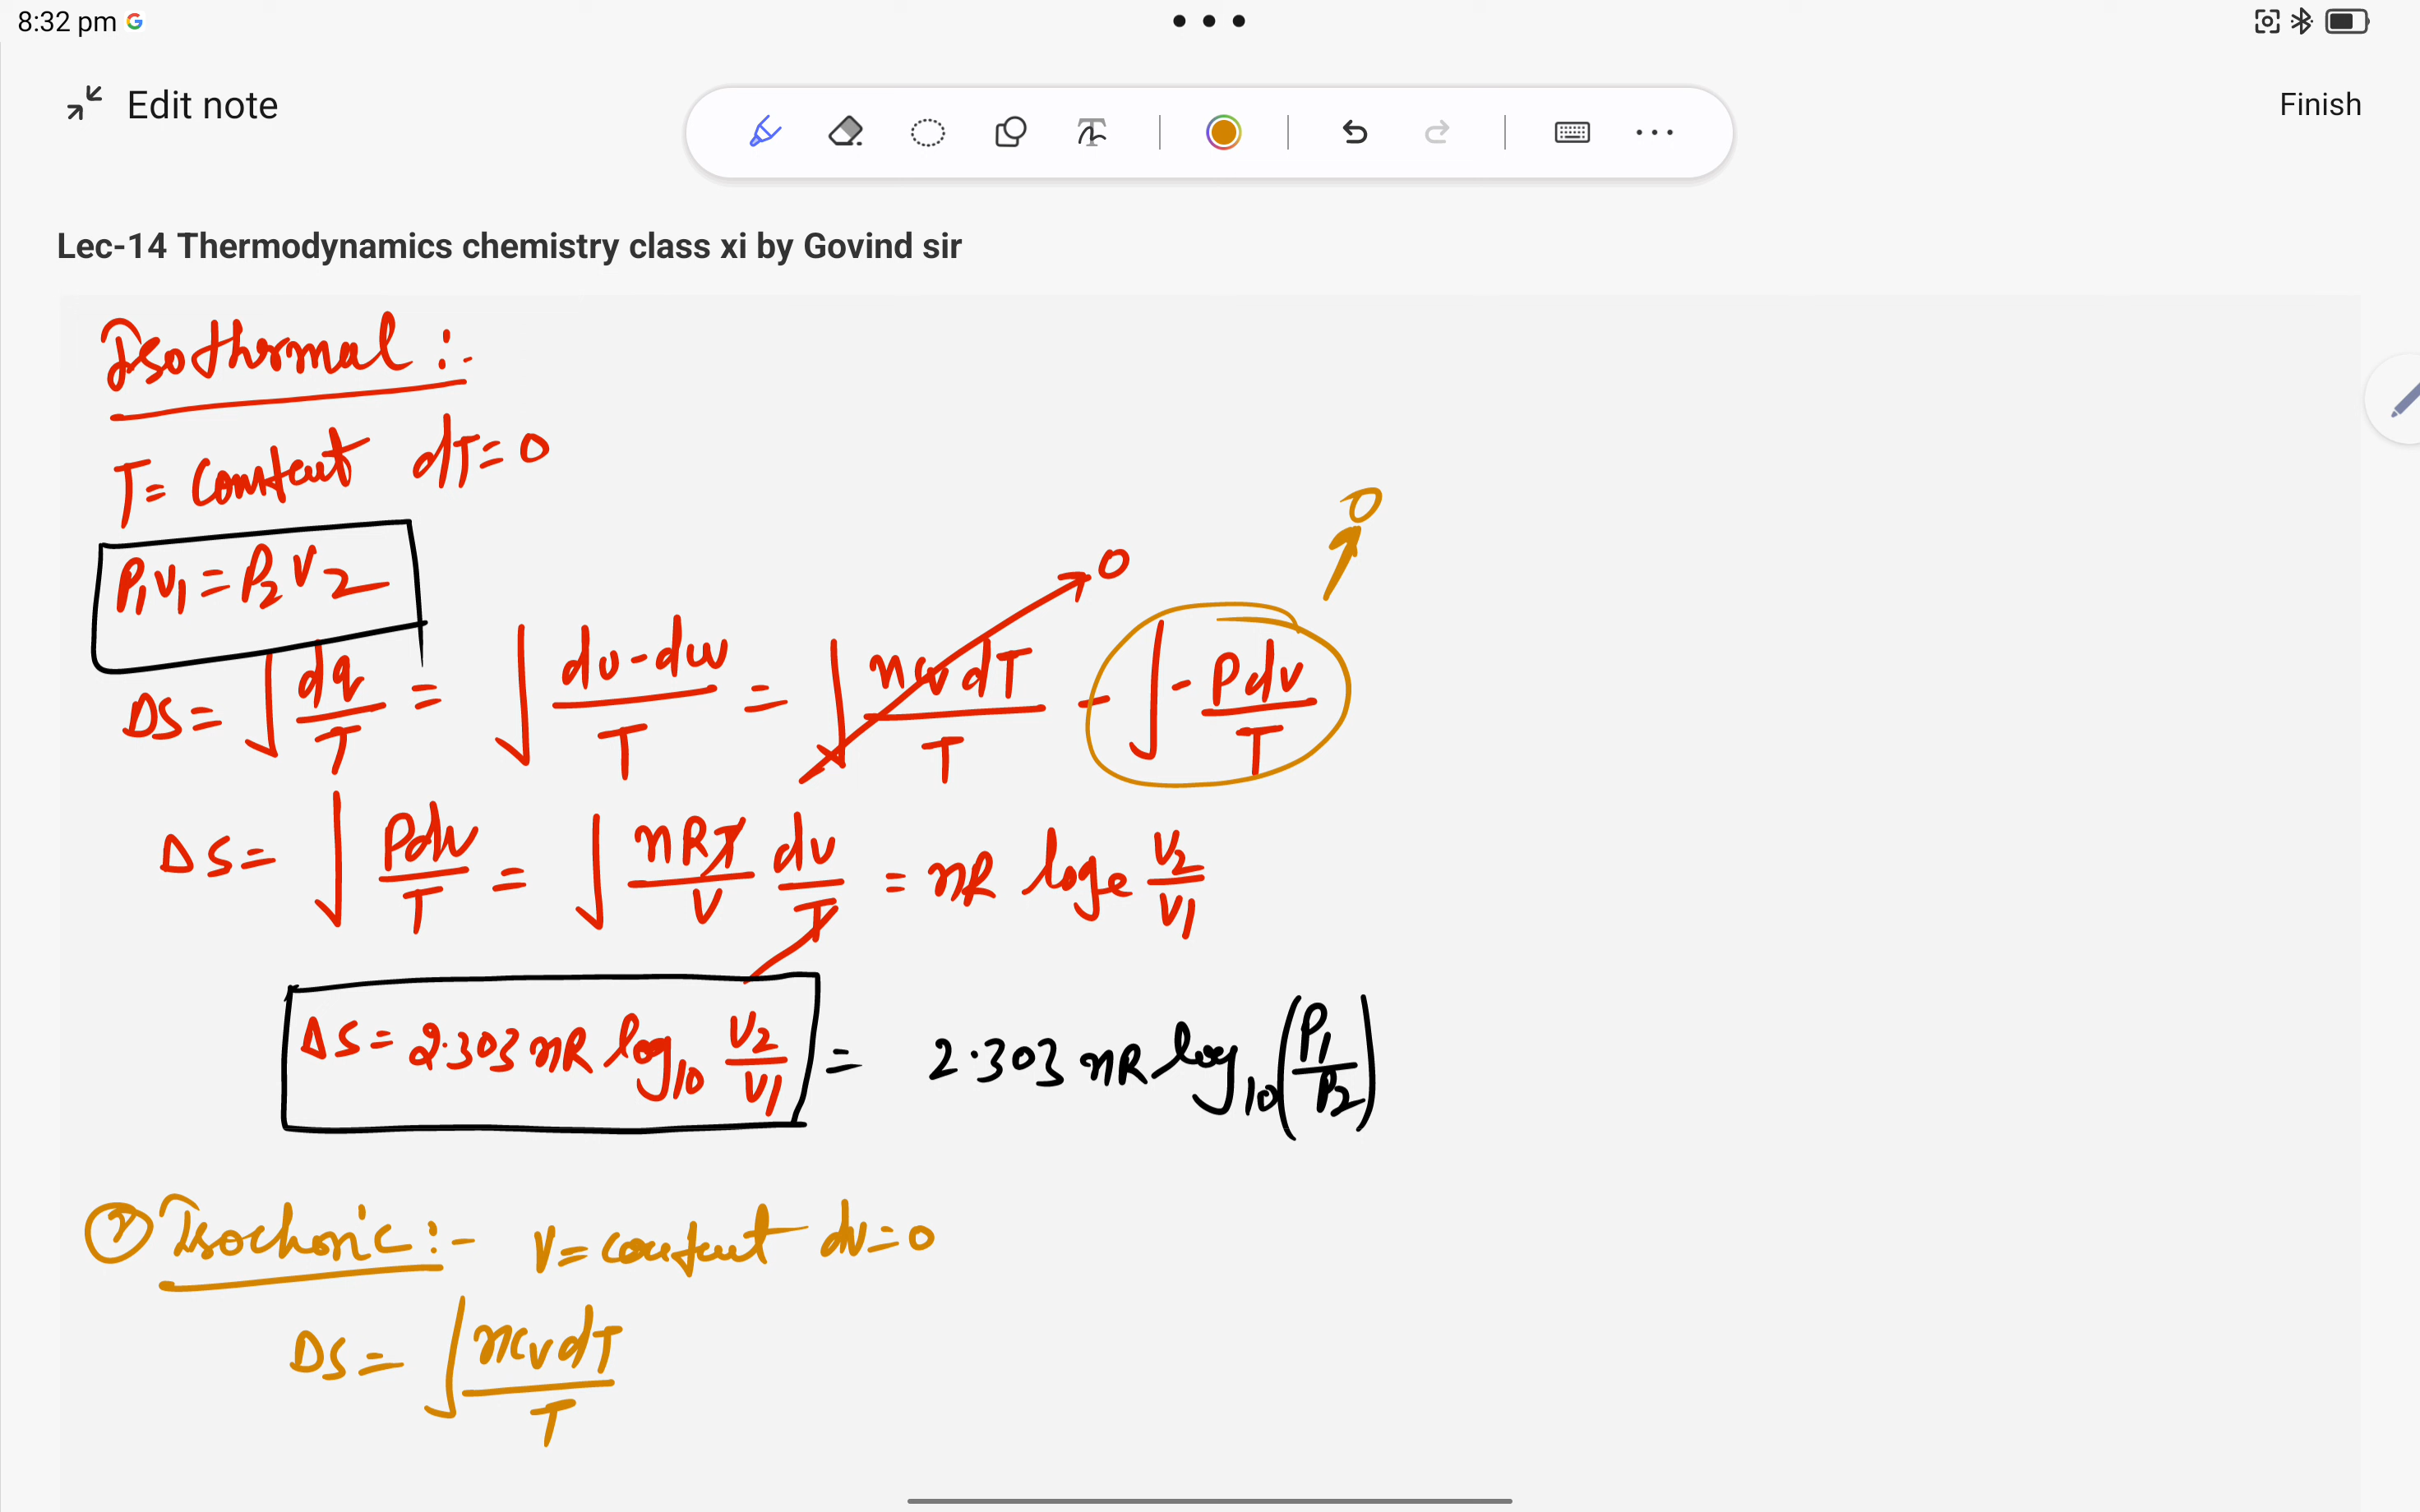 8:32 pm
Edit note
Finish
Lec-14 Thermodynamics chemistry class xi by Govind sir
Isothermal :-
T = Constant dT = 0
P₁V₁ = P₂V₂
ΔS = ∫ dq/T = ∫ (dU - dw)/T = ∫ nCvdT/T → 0 - ∫ -Pdv/T → 0
ΔS = ∫ Pdv/T = ∫ nRT/V dv/T = nR logₑ V₂/V₁
ΔS = 2.303 nR log₁₀ V₂/V₁ = 2.303 nR log₁₀ (P₁/P₂)
② Isochoric :- V = constant dv = 0
ΔS = ∫ nCvdT/T